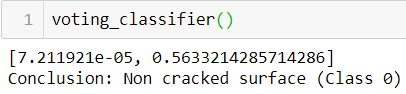 1 voting_classifier()
[7.211921e-05, 0.5633214285714286]
Conclusion: Non cracked surface (Class 0)